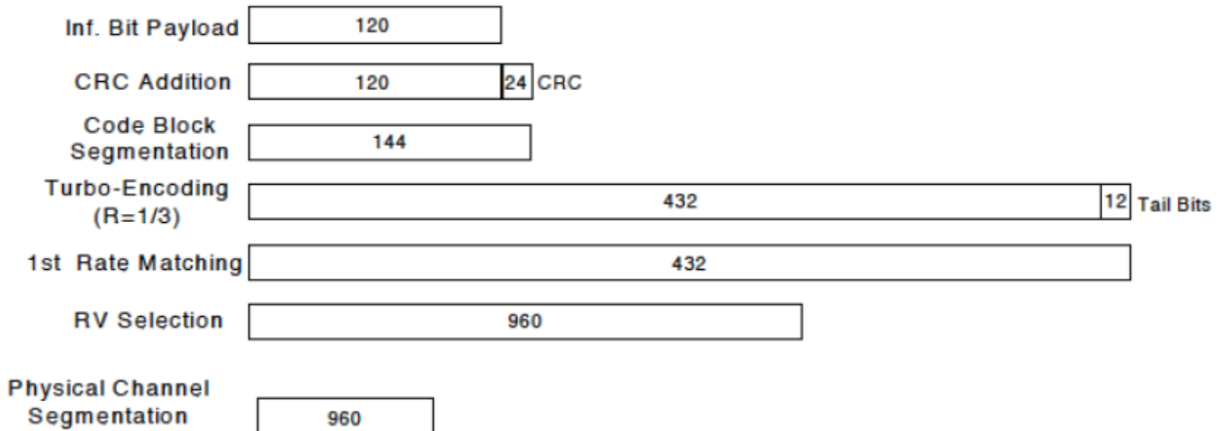 Inf. Bit Payload 120
CRC Addition 120 24 CRC
Code Block
Segmentation 144
Turbo-Encoding
(R=1/3) 432 12 Tail Bits
1st Rate Matching 432
RV Selection 960
Physical Channel
Segmentation 960